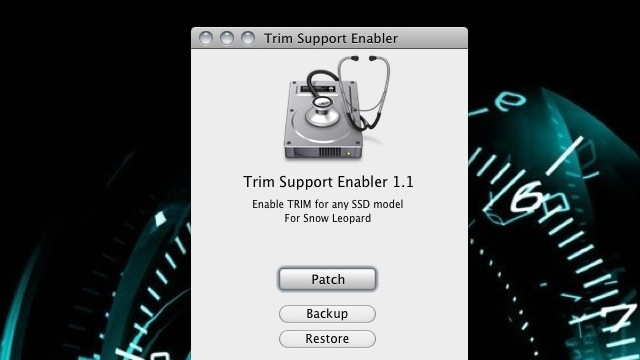 Trim Support Enabler
Trim Support Enabler 1.1
Enable TRIM for any SSD model
For Snow Leopard
Patch
Backup
Restore